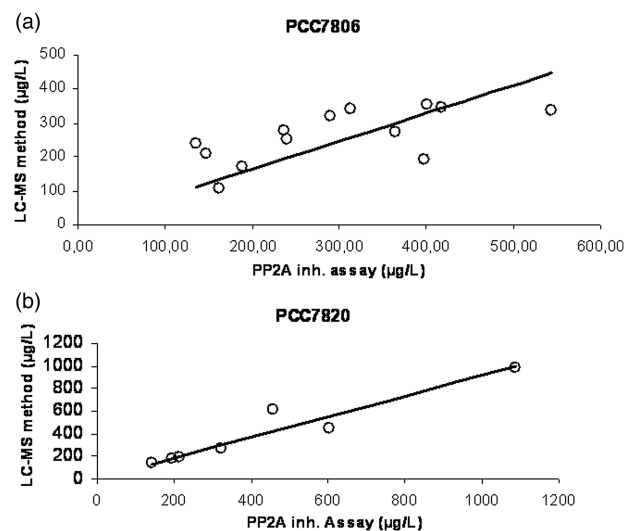 (a)
PCC7806
LC-MS method (µg/L)
500
400
300
200
100
0
0,00 100,00 200,00 300,00 400,00 500,00 600,00
PP2A inh. assay (µg/L)
(b)
PCC7820
LC-MS method (µg/L)
1200
1000
800
600
400
200
0
0 200 400 600 800 1000 1200
PP2A inh. Assay (µg/L)